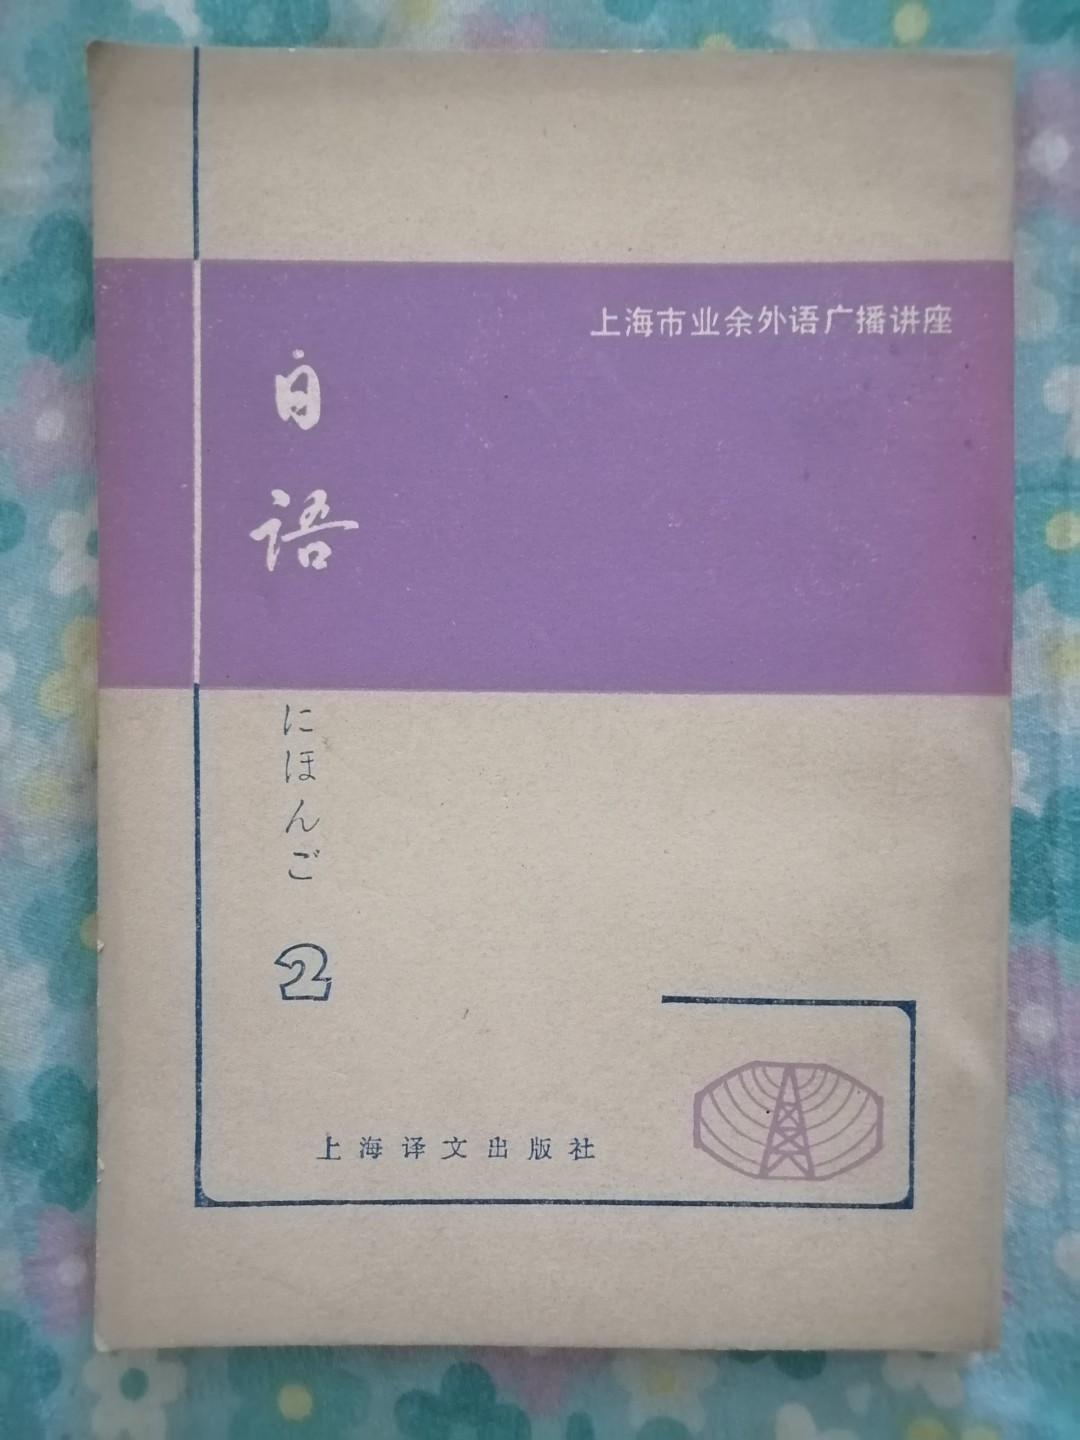 上海市业余外语广播讲座
日语
にほんご
2
上海译文出版社